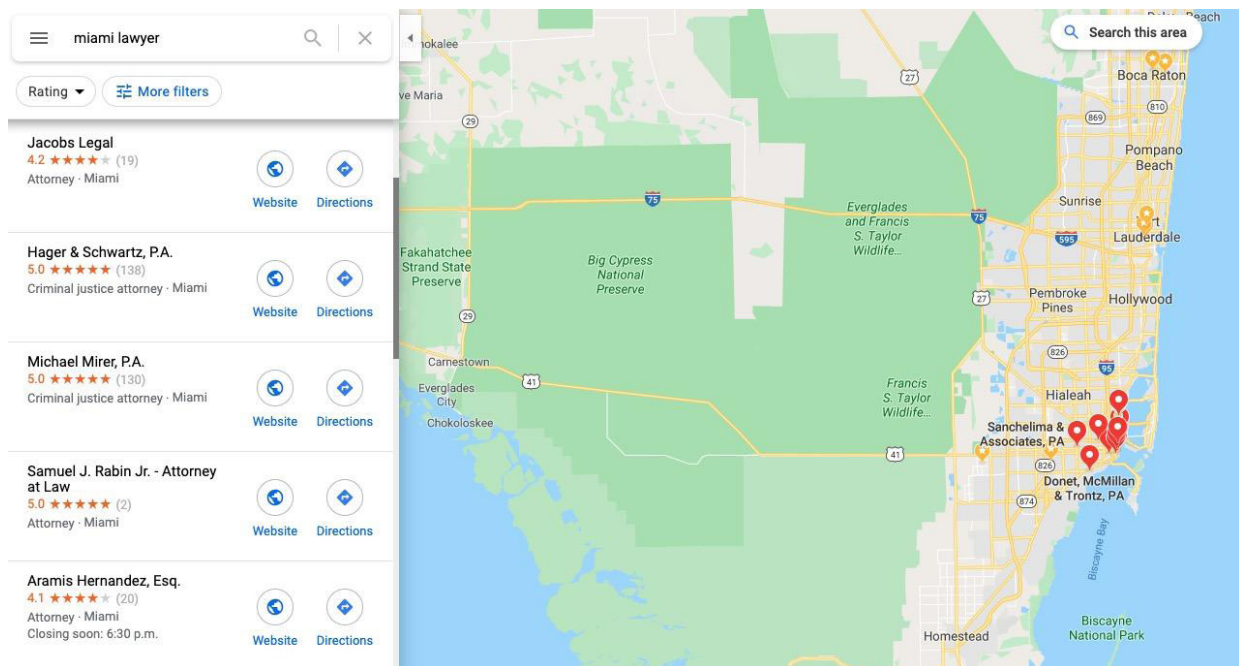 miami lawyer
Rating
More filters
Jacobs Legal
4.2 ★★★★★ (19)
Attorney · Miami
Website
Directions
Hager & Schwartz, P.A.
5.0 ★★★★★ (138)
Criminal justice attorney · Miami
Website
Directions
Michael Mirer, P.A.
5.0 ★★★★★ (130)
Criminal justice attorney · Miami
Website
Directions
Samuel J. Rabin Jr. - Attorney
at Law
5.0 ★★★★★ (2)
Attorney · Miami
Website
Directions
Aramis Hernandez, Esq.
4.1 ★★★★★ (20)
Attorney · Miami
Closing soon: 6:30 p.m.
Website
Directions
Search this area
Beach
nokalee
27
Boca Raton
ve Maria
29
810
869
Pompano
Beach
75
Sunrise
Everglades
and Francis
S. Taylor
Wildlife...
75
595
Lauderdale
Fakahatchee
Strand State
Preserve
Big Cypress
National
Preserve
27
Pembroke
Pines
Hollywood
29
826
Carnestown
95
41
Everglades
City
Francis
S. Taylor
Wildlife...
Hialeah
Chokoloskee
Sanchelima &
Associates, PA
41
826
Donet, McMillan
& Trontz, PA
874
Biscayne Bay
Homestead
Biscayne
National Park